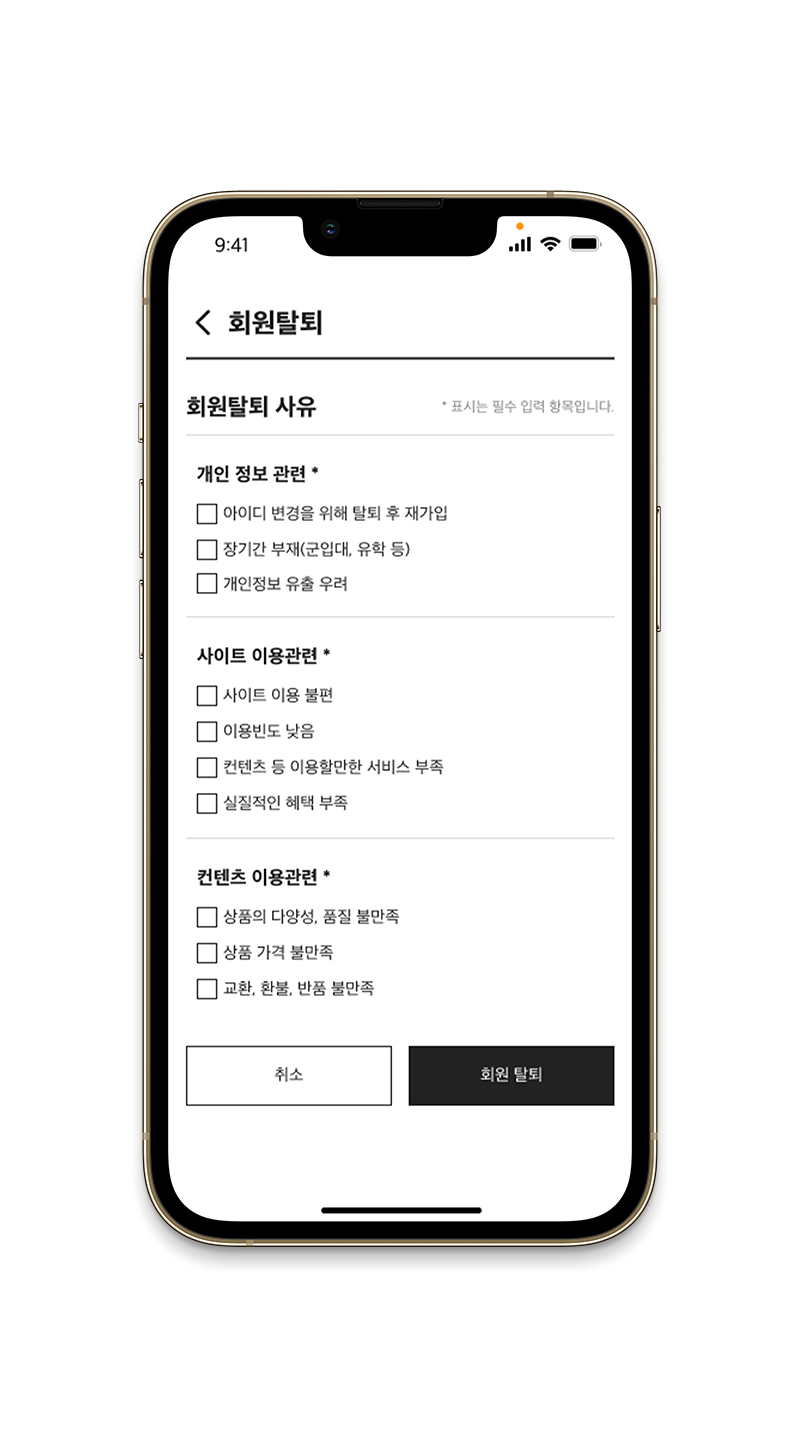 9:41
회원탈퇴
회원탈퇴 사유
* 표시는 필수 입력 항목입니다.
개인 정보 관련 *
아이디 변경을 위해 탈퇴 후 재가입
장기간 부재(군입대, 유학 등)
개인정보 유출 우려
사이트 이용관련 *
사이트 이용 불편
이용빈도 낮음
컨텐츠 등 이용할만한 서비스 부족
실질적인 혜택 부족
컨텐츠 이용관련 *
상품의 다양성, 품질 불만족
상품 가격 불만족
교환, 환불, 반품 불만족
취소
회원 탈퇴